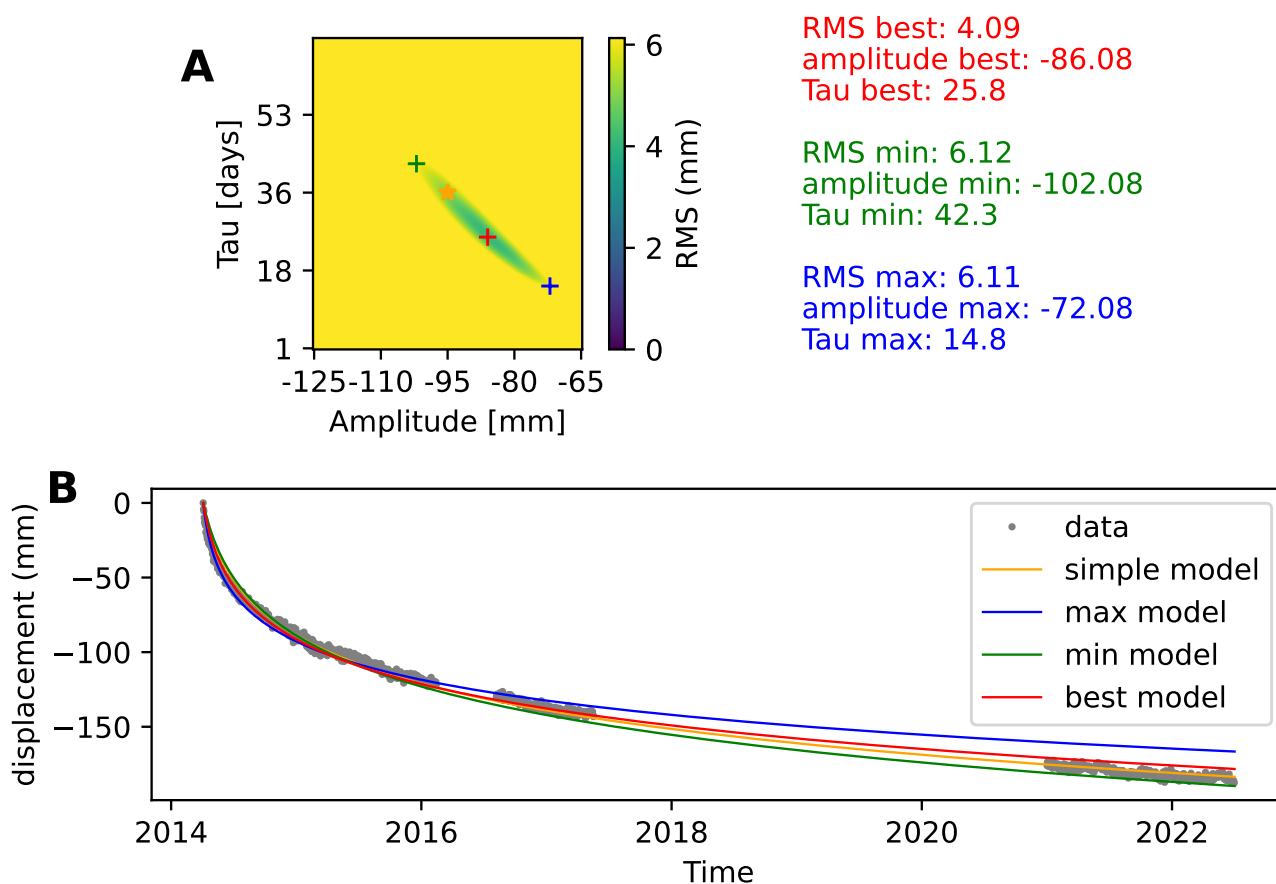 A
Tau [days]
53
36
18
1
-125
-110
-95
-80
-65
Amplitude [mm]
6
4
2
0
RMS (mm)
RMS best: 4.09
amplitude best: -86.08
Tau best: 25.8
RMS min: 6.12
amplitude min: -102.08
Tau min: 42.3
RMS max: 6.11
amplitude max: -72.08
Tau max: 14.8
B
displacement (mm)
0
−50
−100
−150
2014
2016
2018
2020
2022
Time
data
simple model
max model
min model
best model